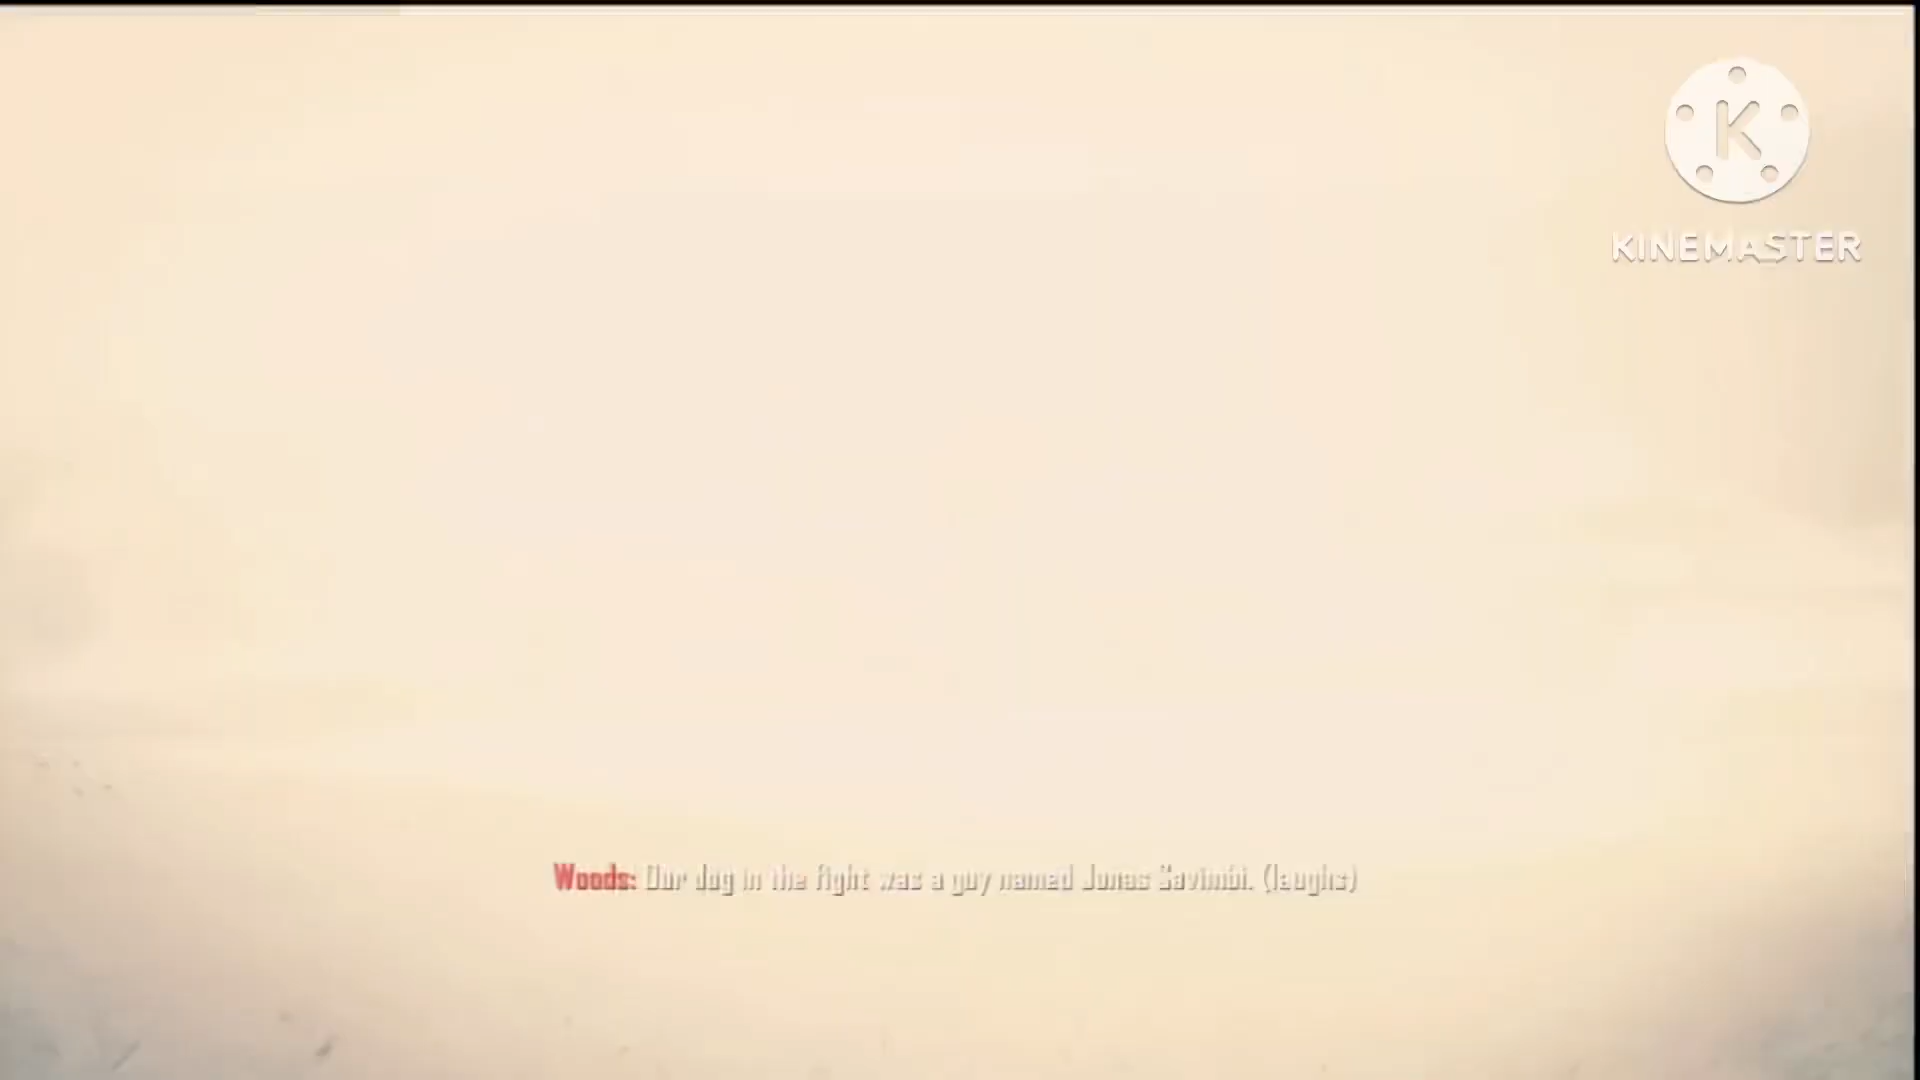 K
KINEMASTER
Woods: Our dog in the fight was a guy named Jonas Savimbi. (laughs)